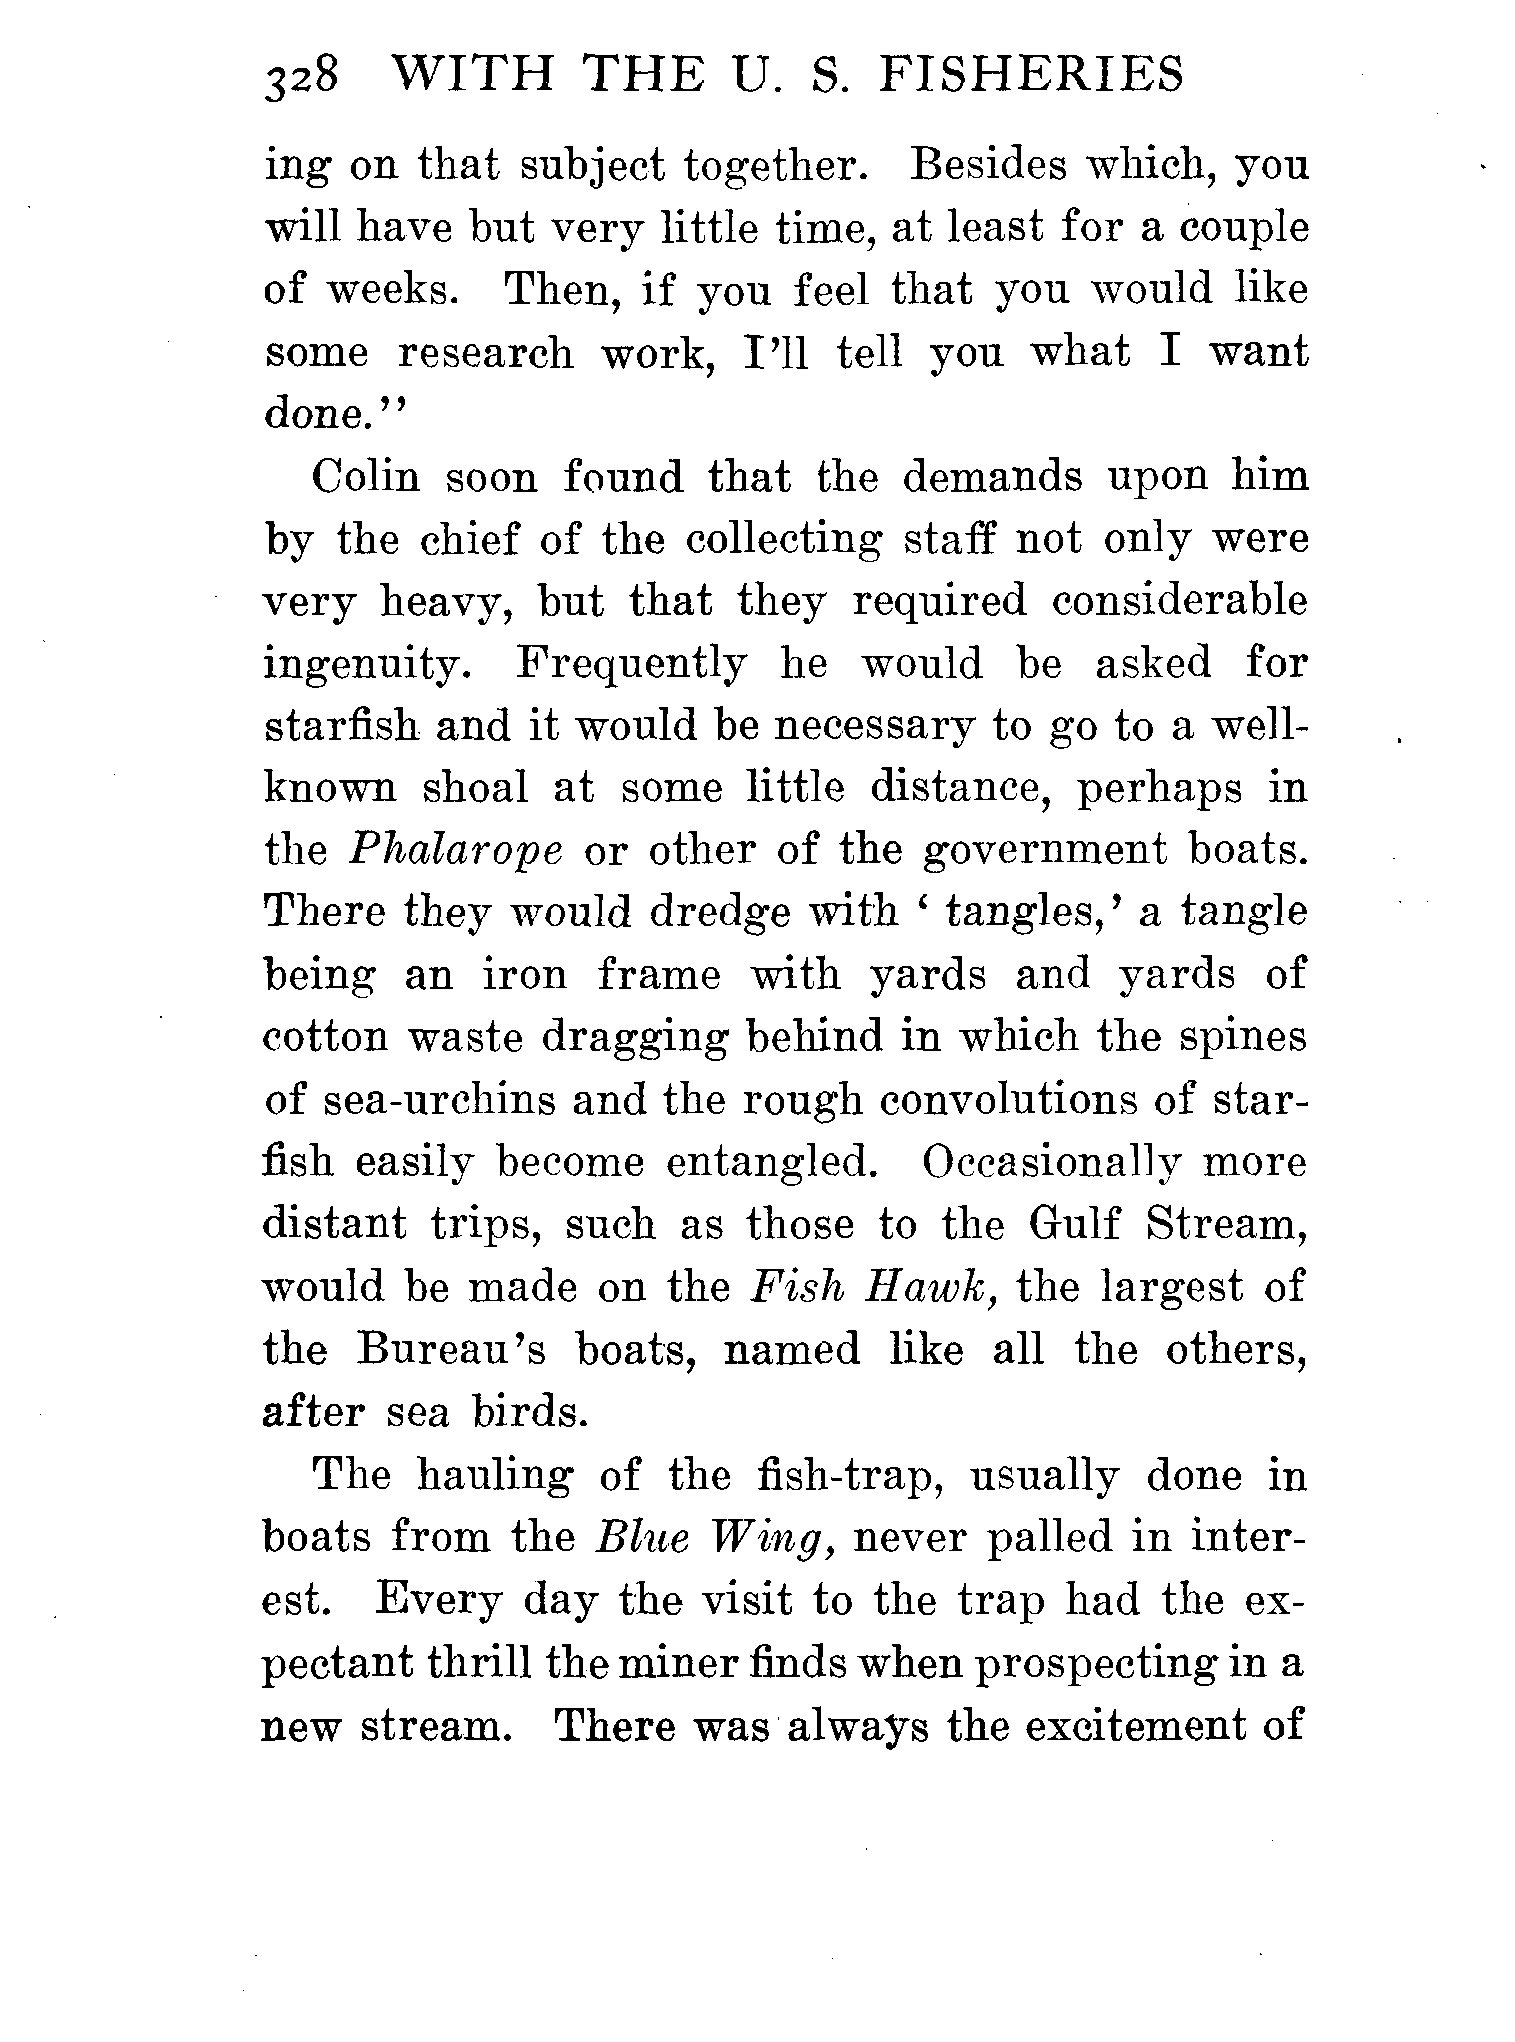 328 WITH THE U. S. FISHERIES
ing on that subject together. Besides which, you
will have but very little time, at least for a couple
of weeks. Then, if you feel that you would like
some research work, I'll tell you what I want
done."
Colin soon found that the demands upon him
by the chief of the collecting staff not only were
very heavy, but that they required considerable
ingenuity. Frequently he would be asked for
starfish and it would be necessary to go to a well-
known shoal at some little distance, perhaps in
the Phalarope or other of the government boats.
There they would dredge with ' tangles,' a tangle
being an iron frame with yards and yards of
cotton waste dragging behind in which the spines
of sea-urchins and the rough convolutions of star-
fish easily become entangled. Occasionally more
distant trips, such as those to the Gulf Stream,
would be made on the Fish Hawk, the largest of
the Bureau's boats, named like all the others,
after sea birds.
The hauling of the fish-trap, usually done in
boats from the Blue Wing, never palled in inter-
est. Every day the visit to the trap had the ex-
pectant thrill the miner finds when prospecting in a
new stream. There was always the excitement of